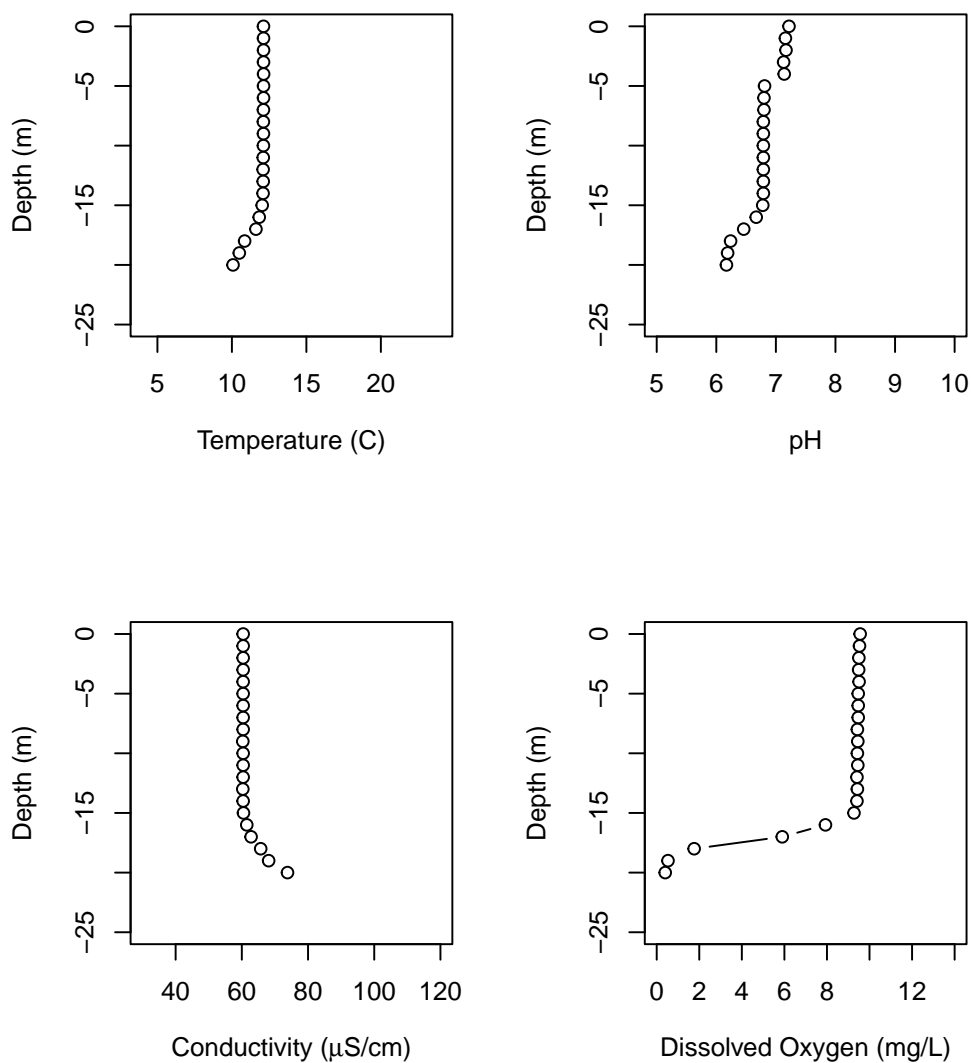 0
−5
−15
−25
Depth (m)
5 10 15 20
Temperature (C)
0
−5
−15
−25
Depth (m)
5 6 7 8 9 10
pH
0
−5
−15
−25
Depth (m)
40 60 80 100 120
Conductivity (µS/cm)
0
−5
−15
−25
Depth (m)
0 2 4 6 8 12
Dissolved Oxygen (mg/L)